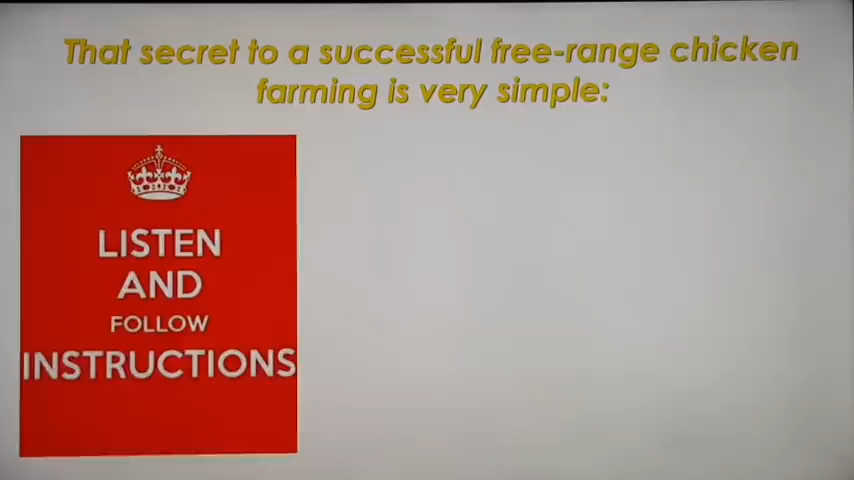 That secret to a successful free-range chicken
farming is very simple:
LISTEN
AND
FOLLOW
INSTRUCTIONS